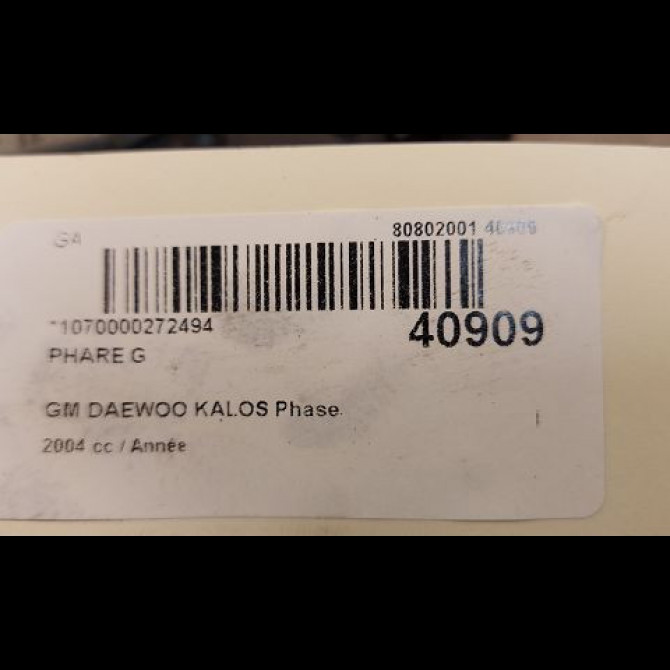 GA 80802001 40909
*1070000272494 40909
PHARE G
GM DAEWOO KALOS Phase
2004 cc / Année